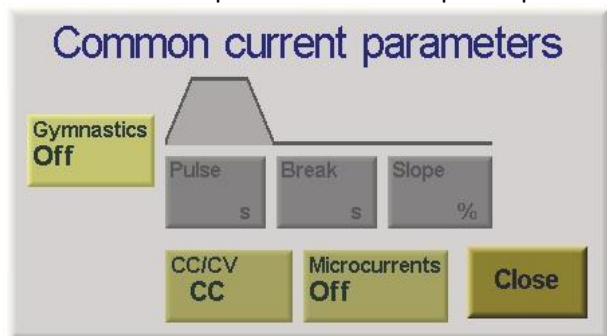 Common current parameters
Gymnastics
Off
Pulse
s
Break
s
Slope
%
CC/CV
CC
Microcurrents
Off
Close